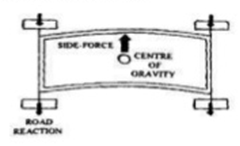 SIDE-FORCE
CENTRE
OF
GRAVITY
ROAD
REACTION